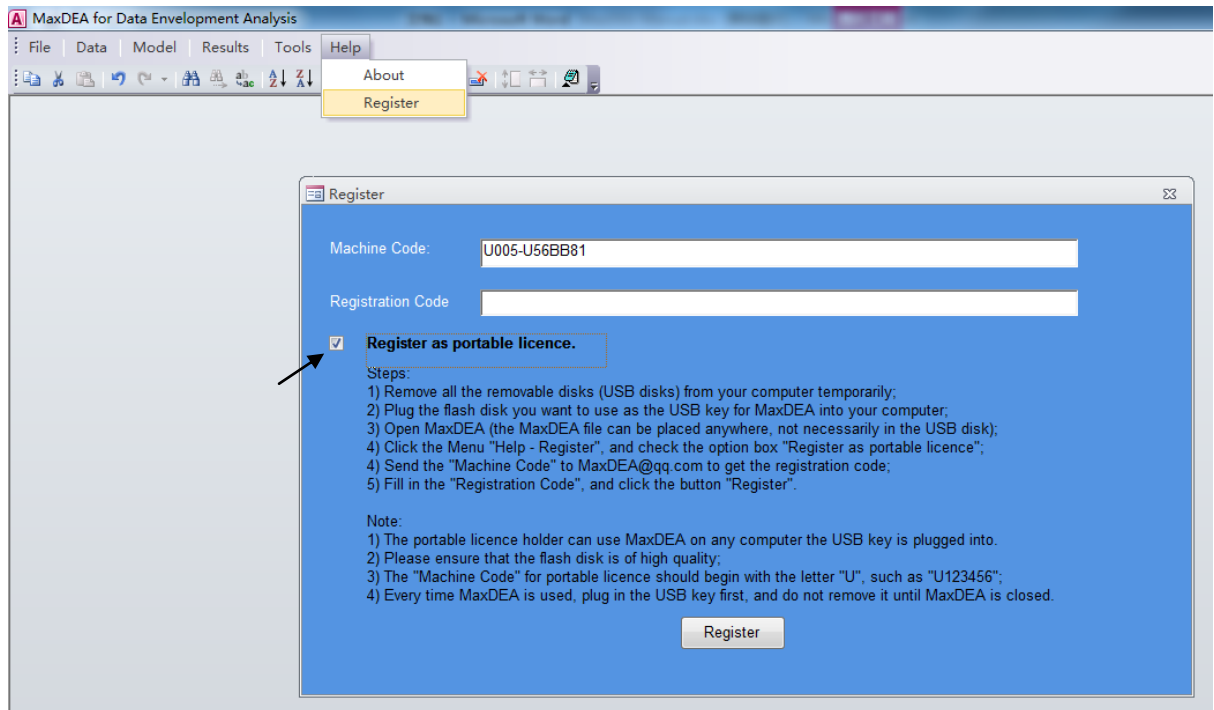 MaxDEA for Data Envelopment Analysis
File Data Model Results Tools Help
About
Register
Register
Machine Code: U005-U56BB81
Registration Code
Register as portable licence.
Steps:
1) Remove all the removable disks (USB disks) from your computer temporarily;
2) Plug the flash disk you want to use as the USB key for MaxDEA into your computer;
3) Open MaxDEA (the MaxDEA file can be placed anywhere, not necessarily in the USB disk);
4) Click the Menu "Help - Register", and check the option box "Register as portable licence";
4) Send the "Machine Code" to MaxDEA@qq.com to get the registration code;
5) Fill in the "Registration Code", and click the button "Register".
Note:
1) The portable licence holder can use MaxDEA on any computer the USB key is plugged into.
2) Please ensure that the flash disk is of high quality;
3) The "Machine Code" for portable licence should begin with the letter "U", such as "U123456";
4) Every time MaxDEA is used, plug in the USB key first, and do not remove it until MaxDEA is closed.
Register